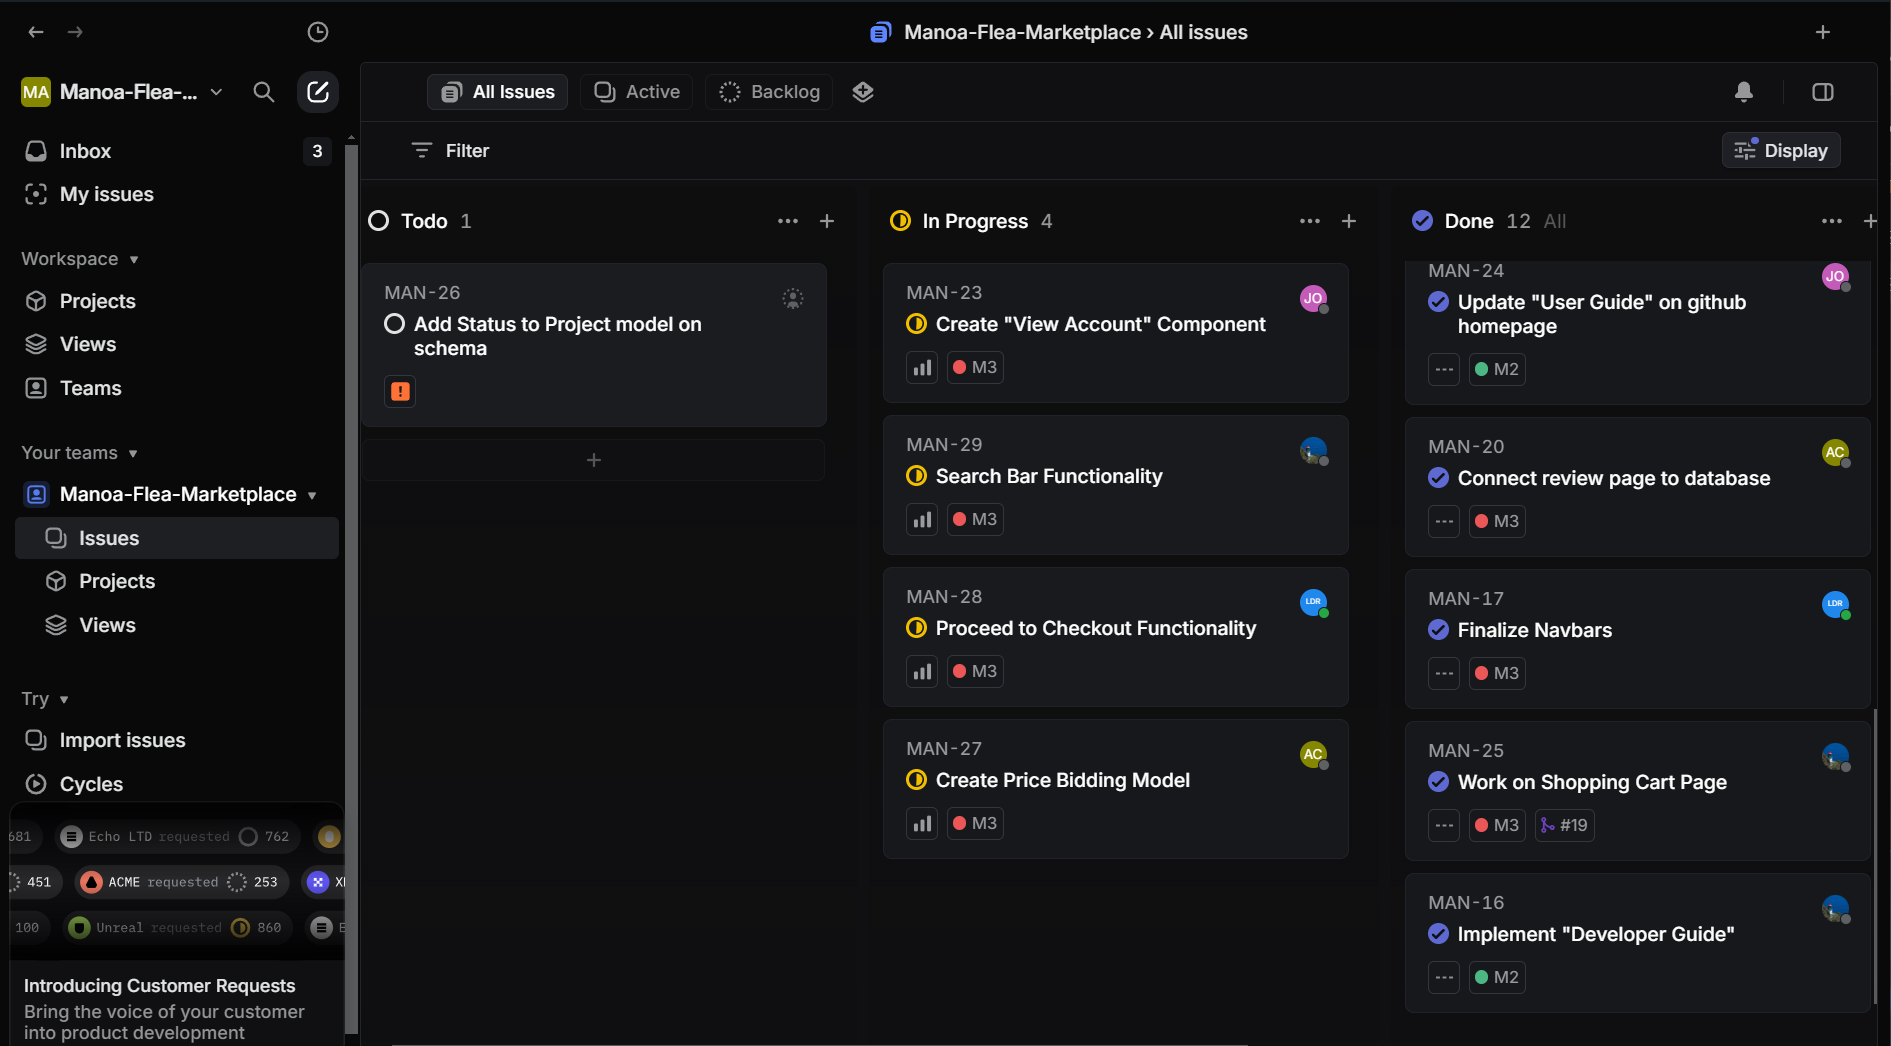 Manoa-Flea-Marketplace › All issues
MA Manoa-Flea-...
All Issues
Active
Backlog
Inbox 3
My issues
Filter
Display
Workspace
Projects
Views
Teams
Your teams
Manoa-Flea-Marketplace
Issues
Projects
Views
Try
Import issues
Cycles
681
Echo LTD requested 762
451
ACME requested 253
100
Unreal requested 860
Introducing Customer Requests
Bring the voice of your customer
into product development
Todo 1
MAN-26
Add Status to Project model on
schema
In Progress 4
MAN-23
JO
Create "View Account" Component
M3
MAN-29
Search Bar Functionality
M3
MAN-28
LDR
Proceed to Checkout Functionality
M3
MAN-27
AC
Create Price Bidding Model
M3
Done 12 All
MAN-24
JO
Update "User Guide" on github
homepage
M2
MAN-20
AC
Connect review page to database
M3
MAN-17
LDR
Finalize Navbars
M3
MAN-25
Work on Shopping Cart Page
M3 #19
MAN-16
Implement "Developer Guide"
M2